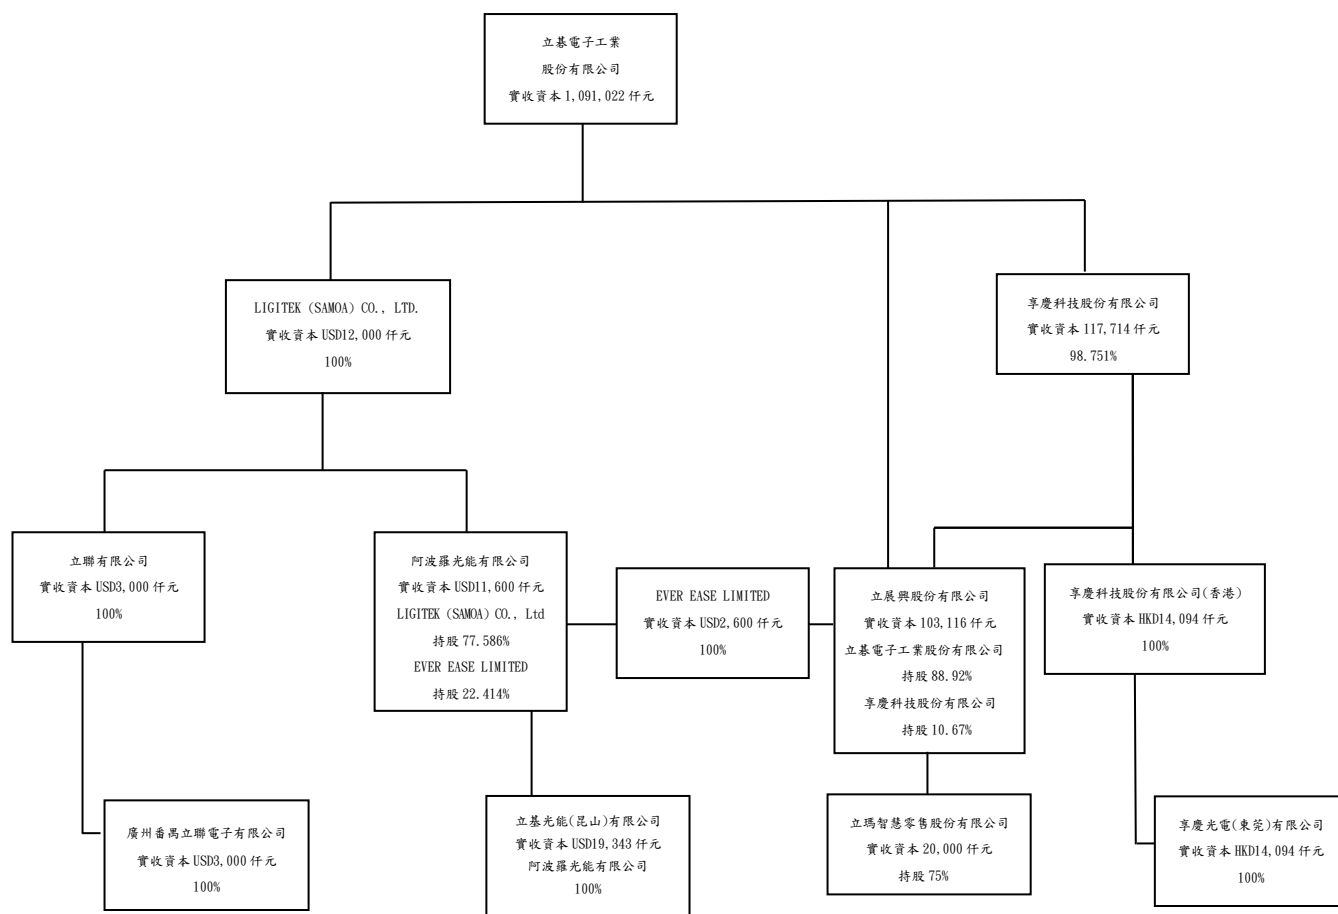 立碁電子工業
股份有限公司
實收資本 1,091,022 仟元
LIGITEK (SAMOA) CO., LTD.
實收資本 USD12,000 仟元
100%
享慶科技股份有限公司
實收資本 117,714 仟元
98.751%
立聯有限公司
實收資本 USD3,000 仟元
100%
阿波羅光能有限公司
實收資本 USD11,600 仟元
LIGITEK (SAMOA) CO., Ltd
持股 77.586%
EVER EASE LIMITED
持股 22.414%
EVER EASE LIMITED
實收資本 USD2,600 仟元
100%
立展興股份有限公司
實收資本 103,116 仟元
立碁電子工業股份有限公司
持股 88.92%
享慶科技股份有限公司
持股 10.67%
享慶科技股份有限公司(香港)
實收資本 HKD14,094 仟元
100%
廣州番禺立聯電子有限公司
實收資本 USD3,000 仟元
100%
立基光能(昆山)有限公司
實收資本 USD19,343 仟元
阿波羅光能有限公司
100%
立瑪智慧零售股份有限公司
實收資本 20,000 仟元
持股 75%
享慶光電(東莞)有限公司
實收資本 HKD14,094 仟元
100%